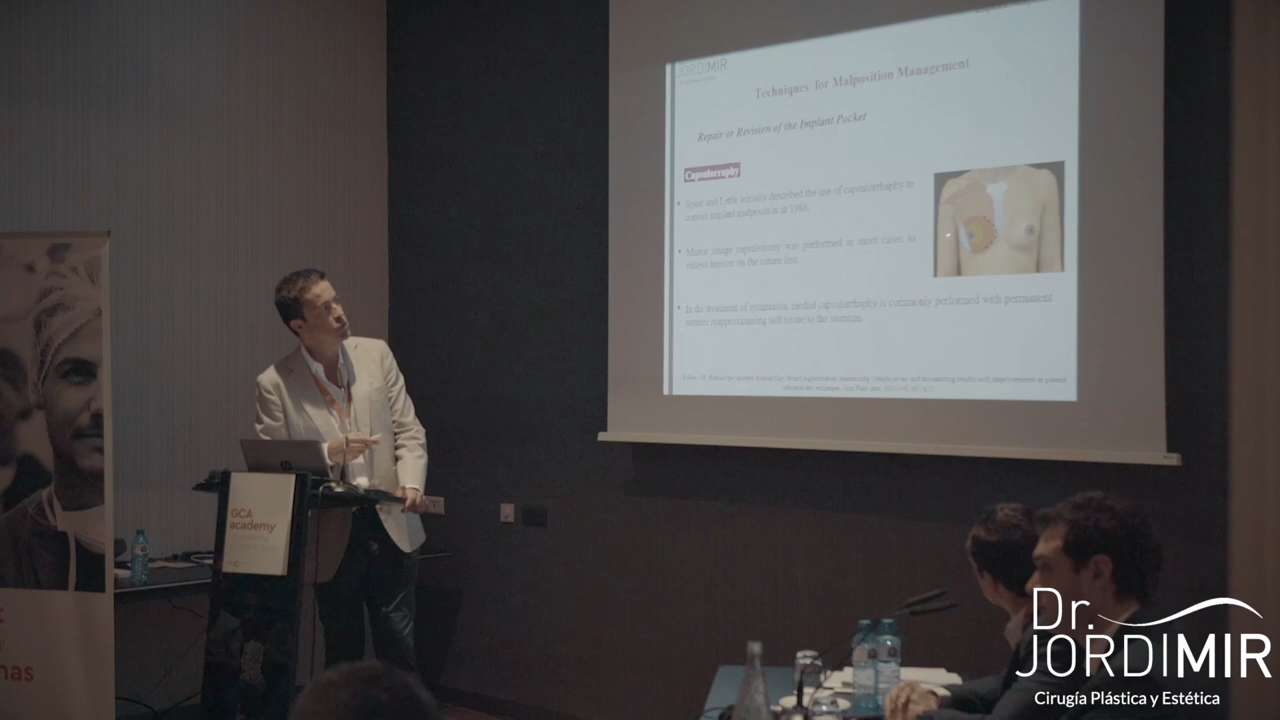 JORDIMIR
Techniques for Malposition Management
Repair or Revision of the Implant Pocket
Capsulorraphy
• Spear and Little initially described the use of capsulorrhaphy to
correct implant malposition in 1988.
• Mirror image capsulotomy was performed in most cases to
relieve tension on the suture line.
• In the treatment of symmastia, medial capsulorrhaphy is commonly performed with permanent
sutures reapproximating soft tissue to the sternum.
GCA
academy
Dr.
JORDIMIR
Cirugía Plástica y Estética